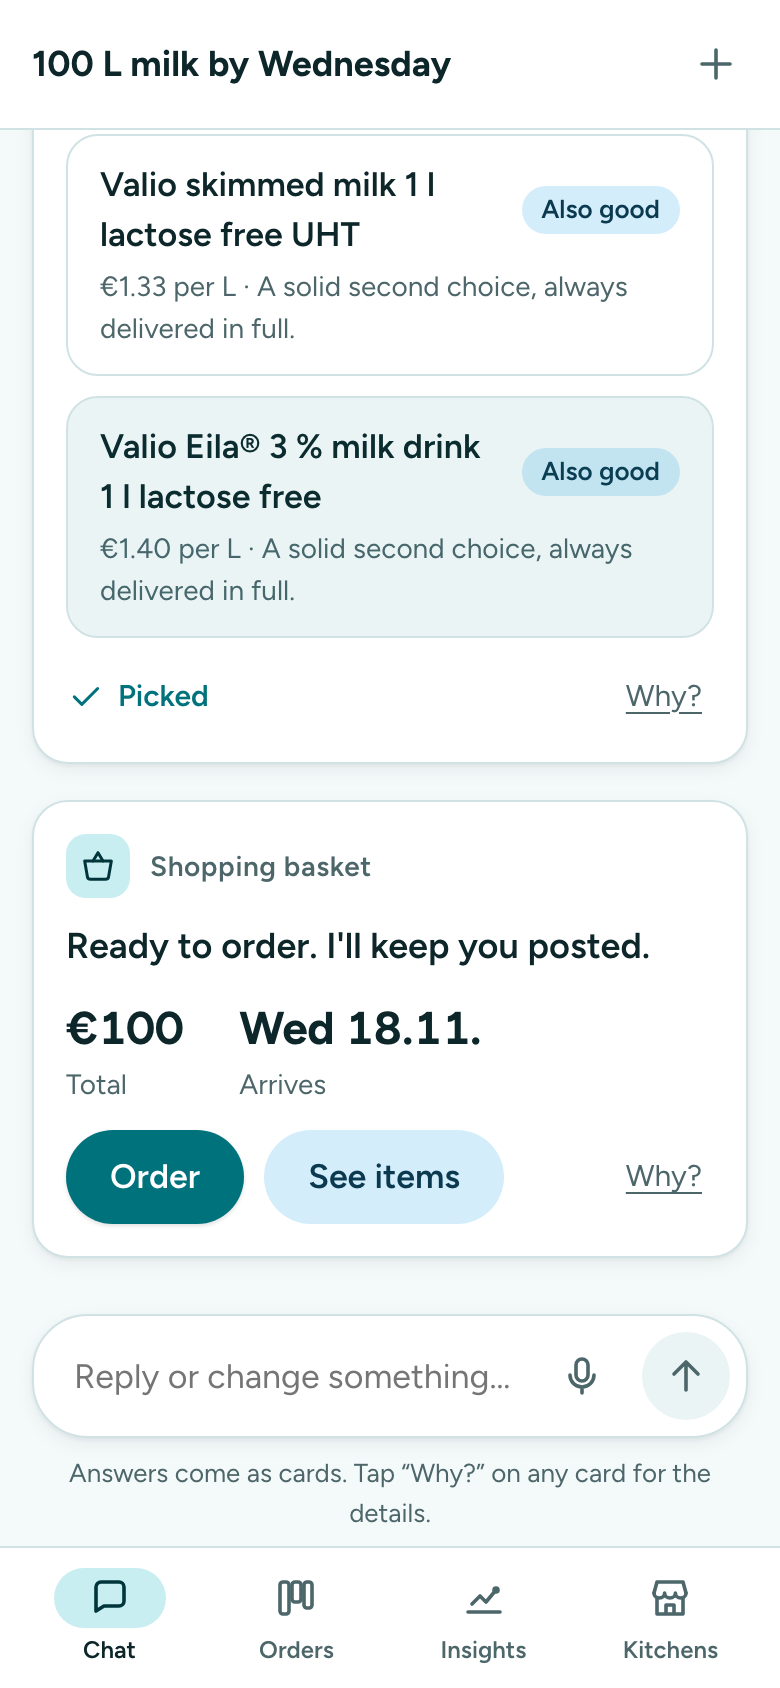 100 L milk by Wednesday
Valio skimmed milk 1 l
lactose free UHT
Also good
€1.33 per L · A solid second choice, always
delivered in full.
Valio Eila® 3 % milk drink
1 l lactose free
Also good
€1.40 per L · A solid second choice, always
delivered in full.
Picked
Why?
Shopping basket
Ready to order. I'll keep you posted.
€100
Wed 18.11.
Total
Arrives
Order
See items
Why?
Reply or change something...
Answers come as cards. Tap “Why?” on any card for the
details.
Chat
Orders
Insights
Kitchens